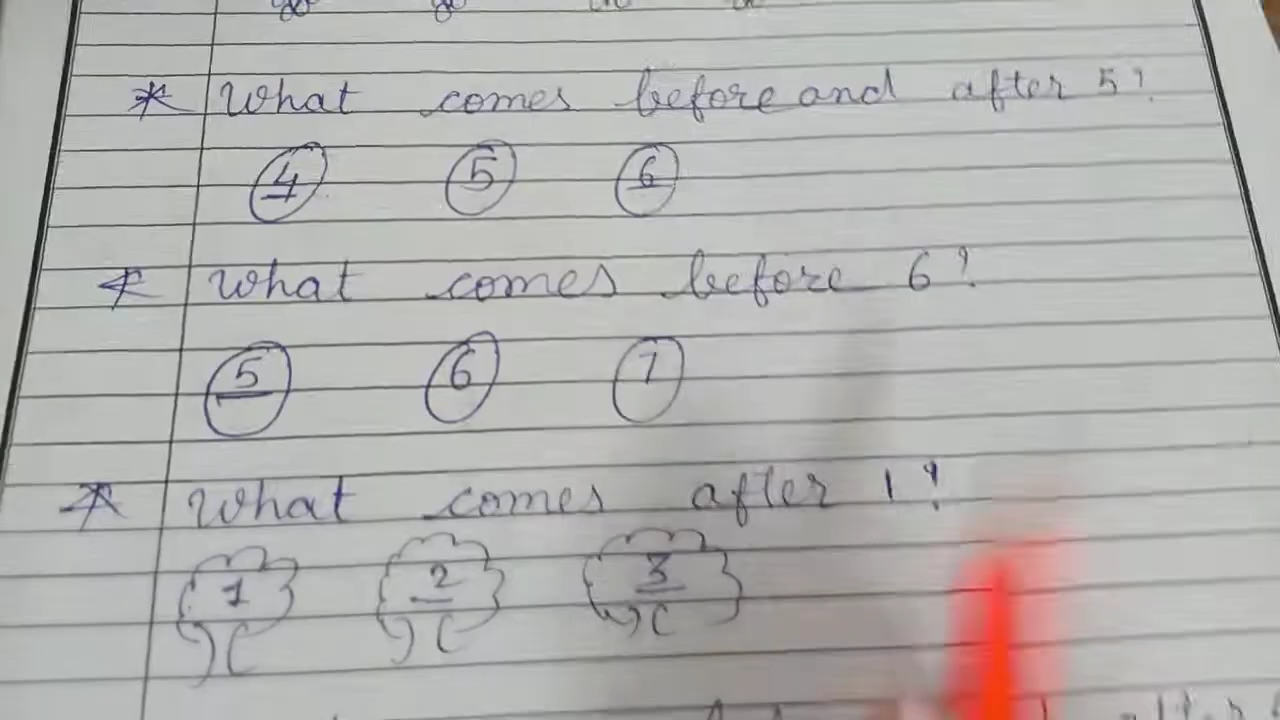 * What comes before and after 5?
4 5 6
* What comes before 6?
5 6 7
* What comes after 1?
1 2 3